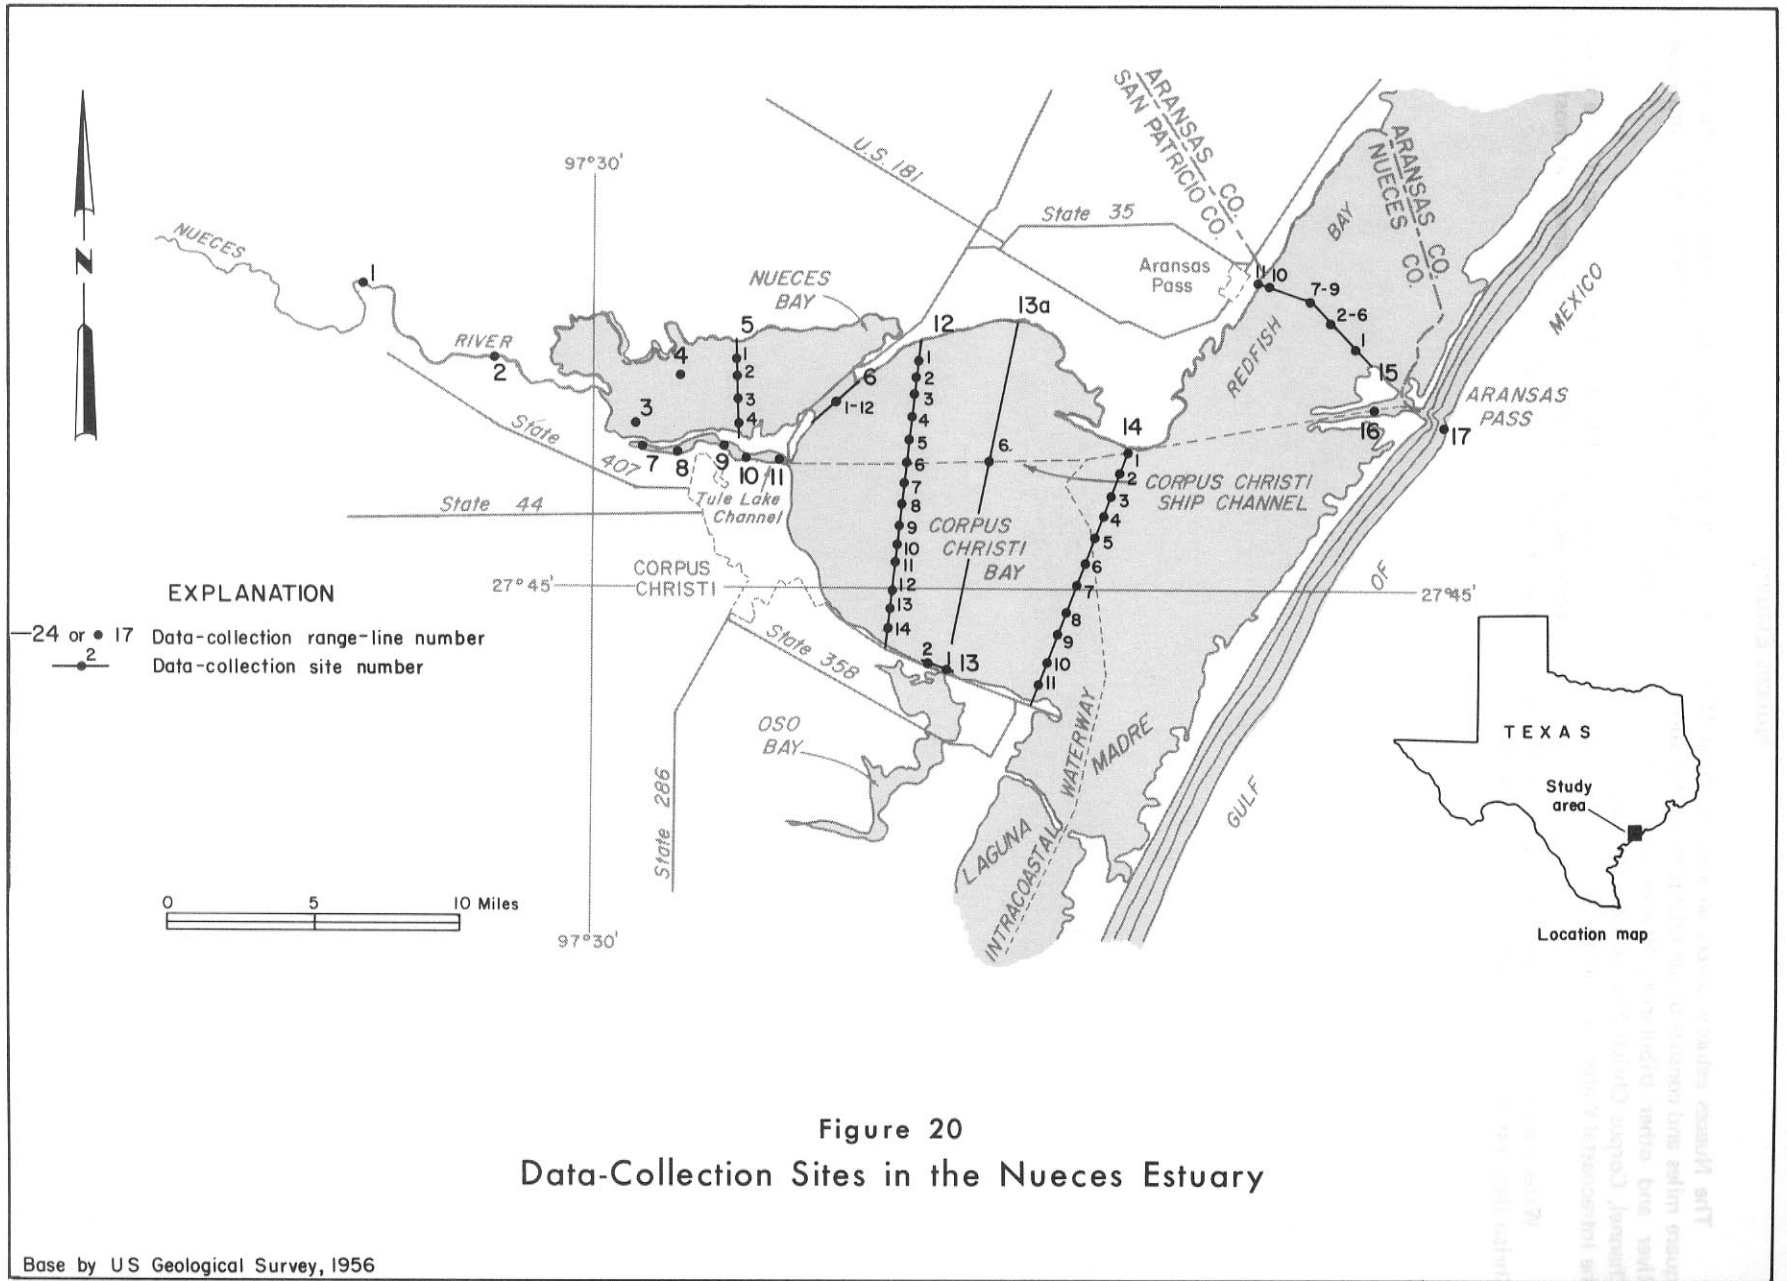 ARANSAS CO.
SAN PATRICIO CO.
ARANSAS CO.
NUECES CO.
U.S. 181
97°30'
State 35
BAY
NUECES
N
Aransas
Pass
11
10
7-9
2-6
1
15
MEXICO
1
NUECES
BAY
13a
5
12
RIVER
2
4
1
2
3
4
6
1-12
REDFISH
ARANSAS
PASS
3
State
407
7
8
9
10
11
Tule Lake
Channel
16
17
14
State 44
1
2
3
4
5
6
7
8
9
10
11
12
13
14
6
CORPUS CHRISTI
SHIP CHANNEL
1
2
3
4
5
6
7
8
9
10
11
CORPUS
CHRISTI
BAY
CORPUS
CHRISTI
27°45'
27°45'
OF
EXPLANATION
24 or • 17 Data-collection range-line number
2 Data-collection site number
State 358
2
1
13
OSO
BAY
WATERWAY
MADRE
State 286
GULF
LAGUNA
INTRACOASTAL
TEXAS
Study
area
Location map
0 5 10 Miles
97°30'
Figure 20
Data-Collection Sites in the Nueces Estuary
Base by US Geological Survey, 1956